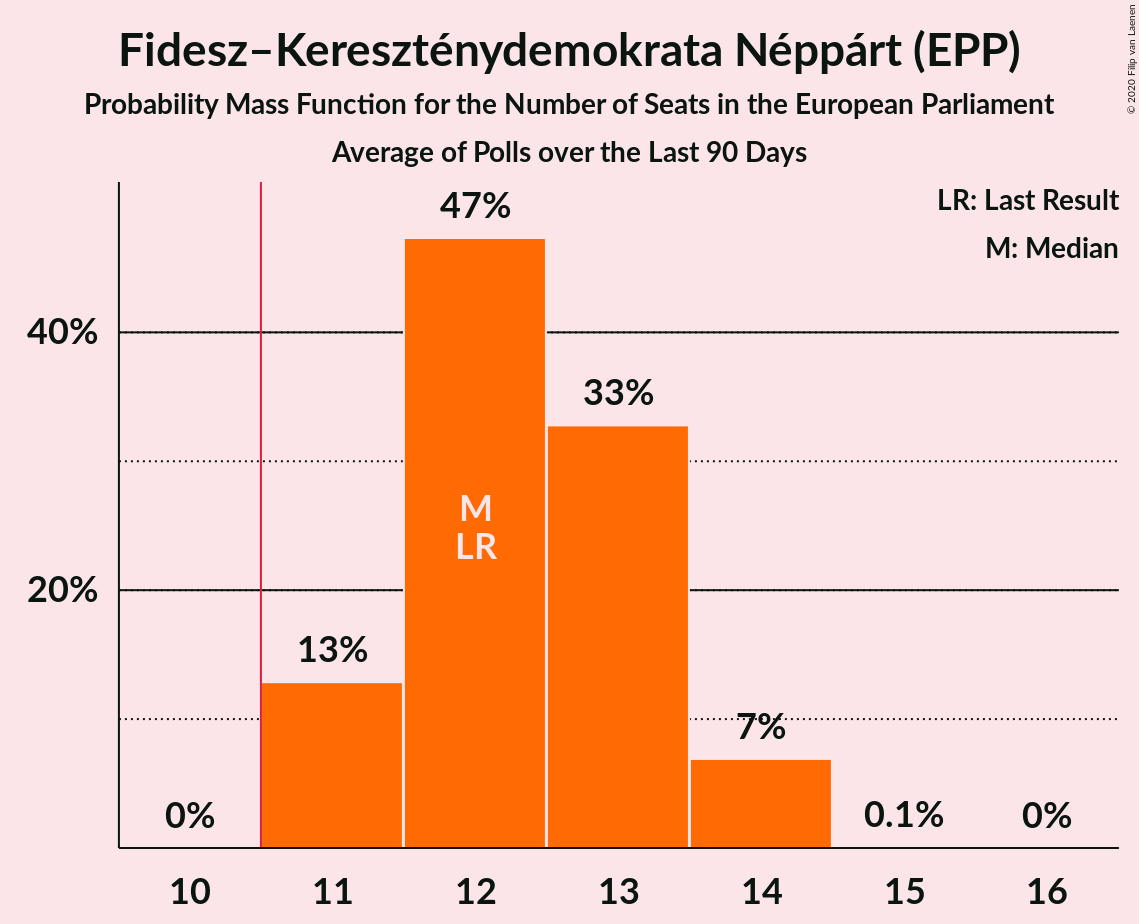 Fidesz–Kereszténydemokrata Néppárt (EPP)
Probability Mass Function for the Number of Seats in the European Parliament
Average of Polls over the Last 90 Days
© 2020 Filip van Laenen
LR: Last Result
M: Median
47%
40%
33%
M
LR
20%
13%
7%
0%
0.1%
0%
10 11 12 13 14 15 16